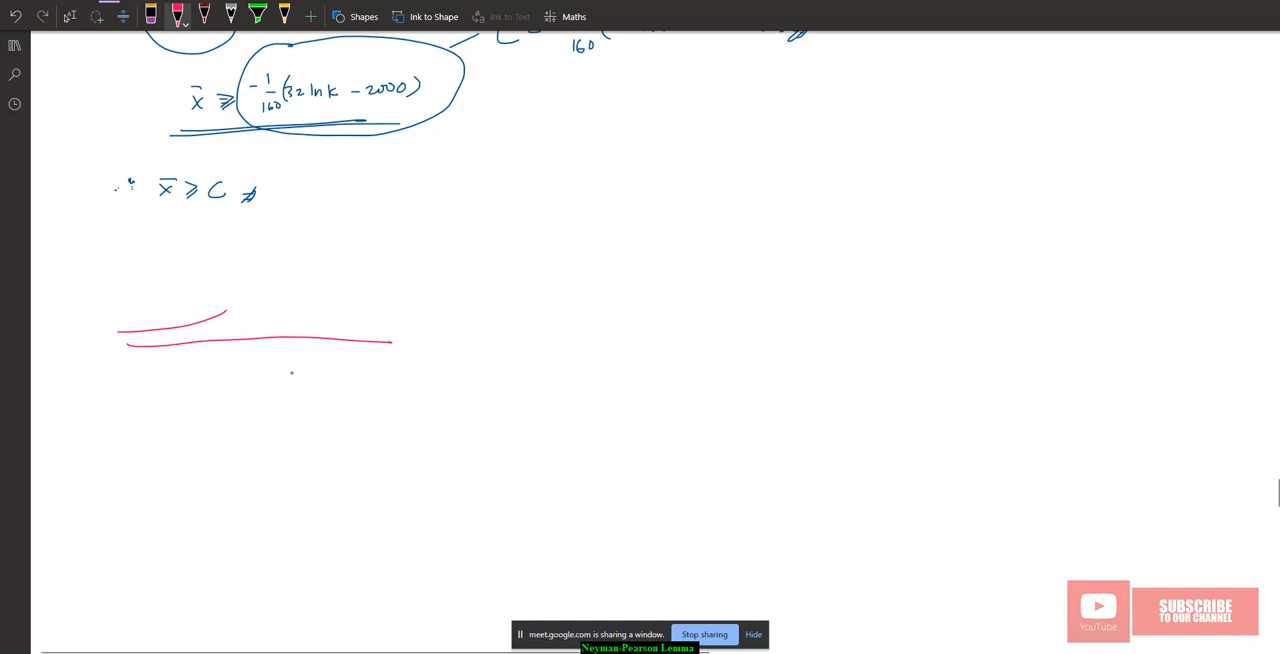 Shapes
Ink to Shape
Ink to Text
Maths
160
x̄ ⩾ -1/160 (32 ln k - 2000)
∴ x̄ ⩾ C
YouTube
SUBSCRIBE
TO OUR CHANNEL
meet.google.com is sharing a window.
Stop sharing
Hide
Neyman-Pearson Lemma